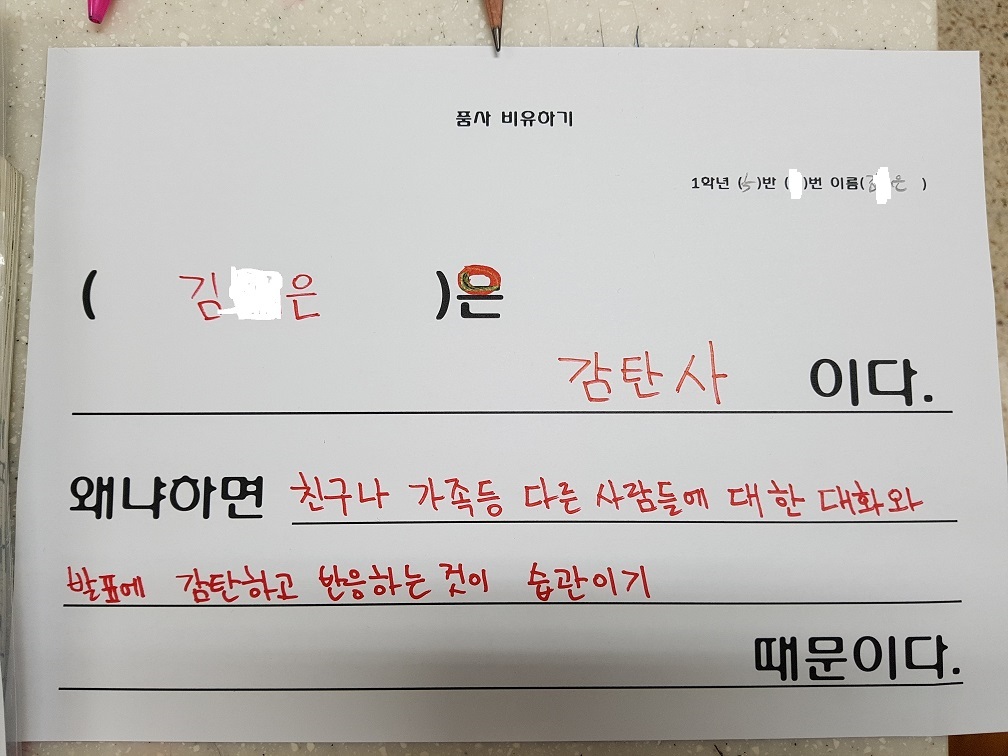 품사 비유하기
1학년 (5)반 ( )번 이름( 은 )
( 김 은 )은
감탄사 이다.
왜냐하면 친구나 가족등 다른 사람들에 대한 대화와
발표에 감탄하고 반응하는 것이 습관이기
때문이다.